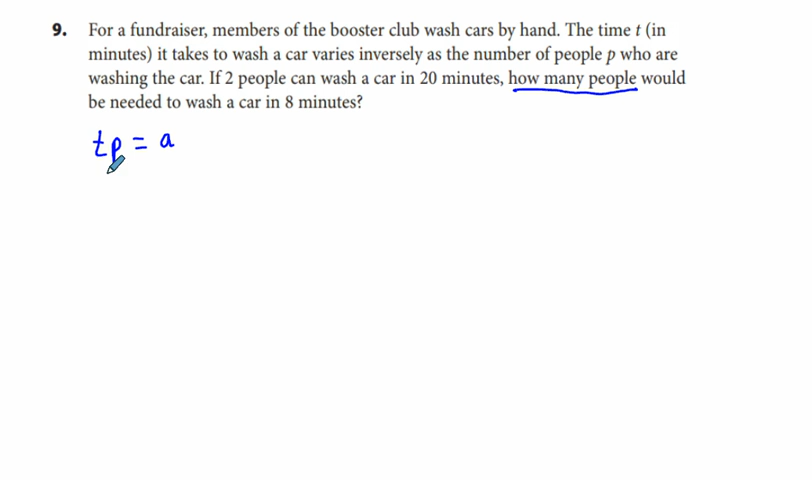 9. For a fundraiser, members of the booster club wash cars by hand. The time t (in
minutes) it takes to wash a car varies inversely as the number of people p who are
washing the car. If 2 people can wash a car in 20 minutes, how many people would
be needed to wash a car in 8 minutes?
tp = a